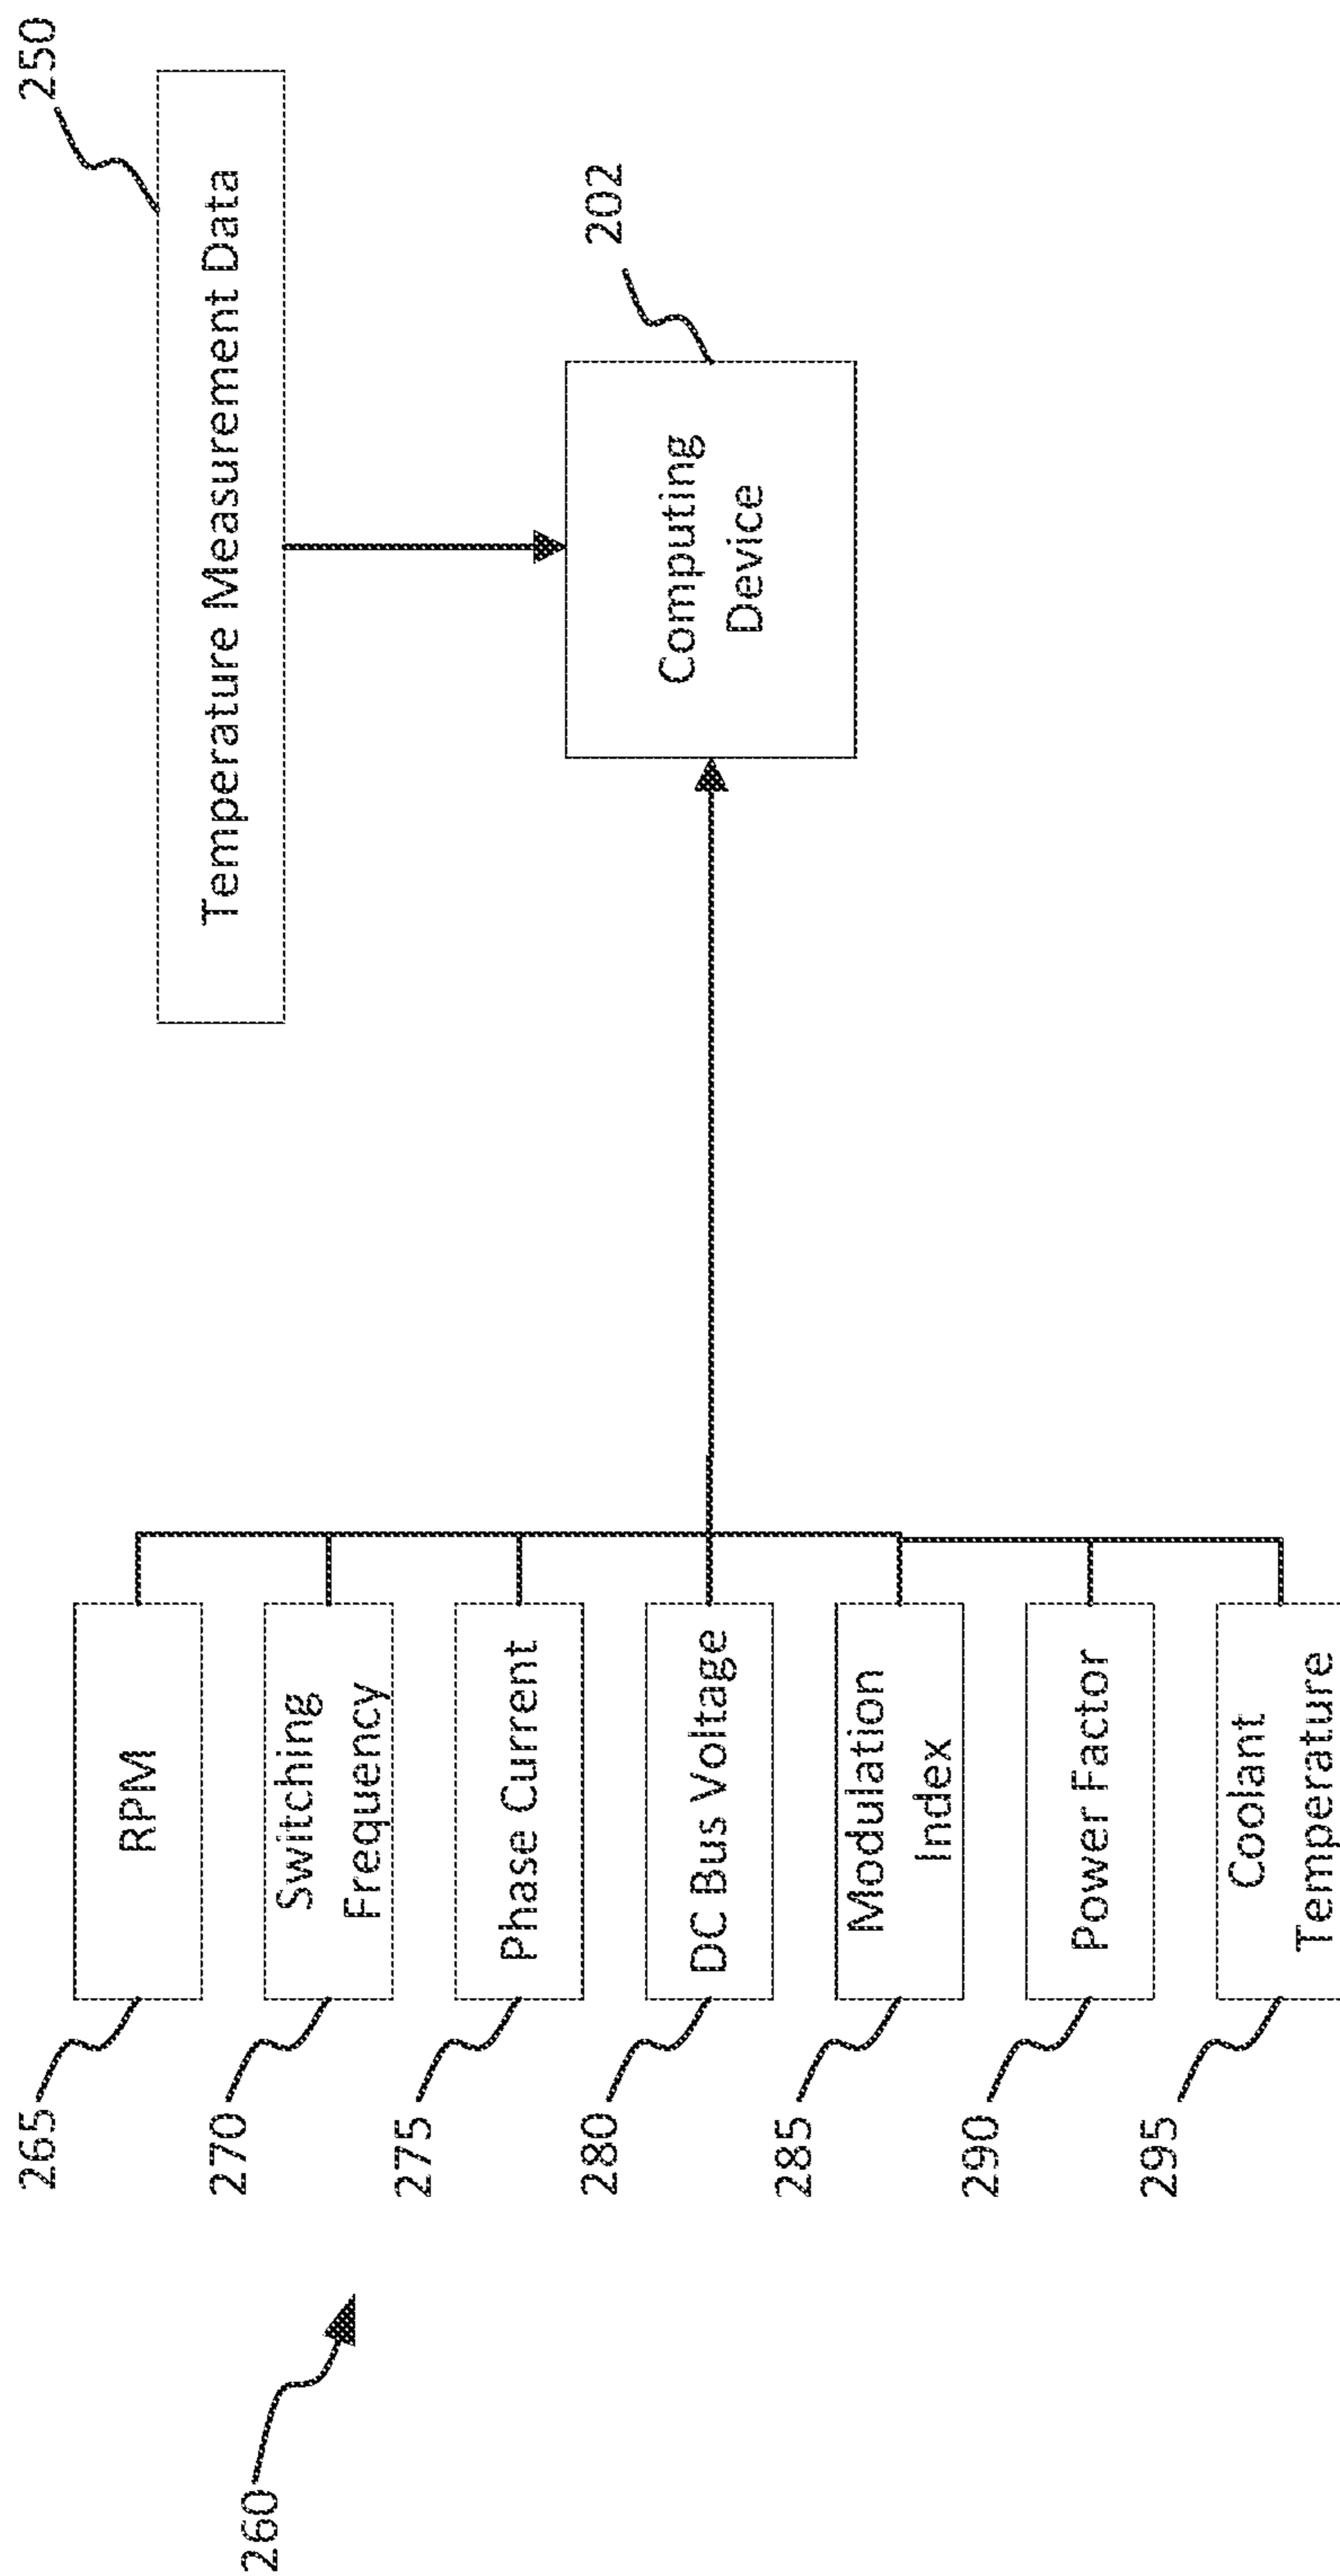 250
Temperature Measurement Data
202
Computing
Device
265
RPM
270
Switching
Frequency
275
Phase Current
280
DC Bus Voltage
285
Modulation
Index
290
Power Factor
295
Coolant
Temperature
260